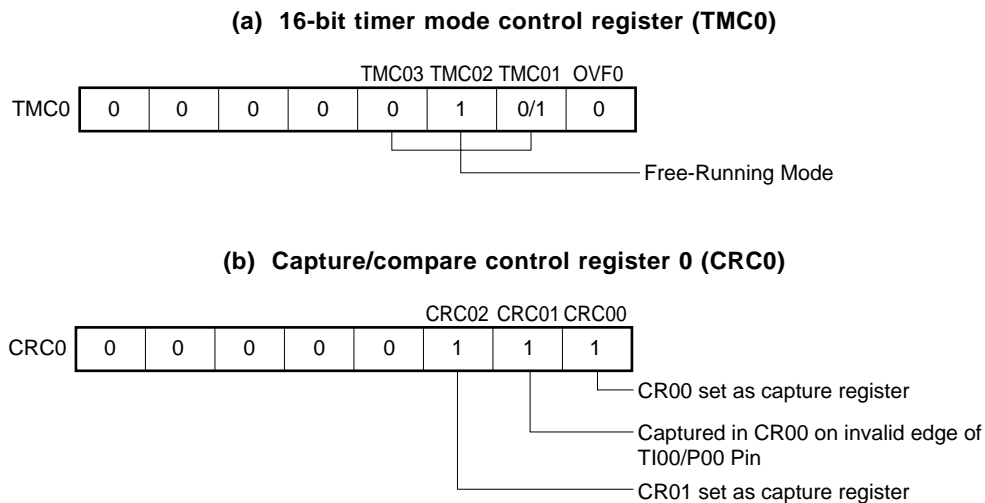 (a) 16-bit timer mode control register (TMC0)
TMC03 TMC02 TMC01 OVF0
TMC0 0 0 0 0 0 1 0/1 0
Free-Running Mode
(b) Capture/compare control register 0 (CRC0)
CRC02 CRC01 CRC00
CRC0 0 0 0 0 0 1 1 1
CR00 set as capture register
Captured in CR00 on invalid edge of
TI00/P00 Pin
CR01 set as capture register